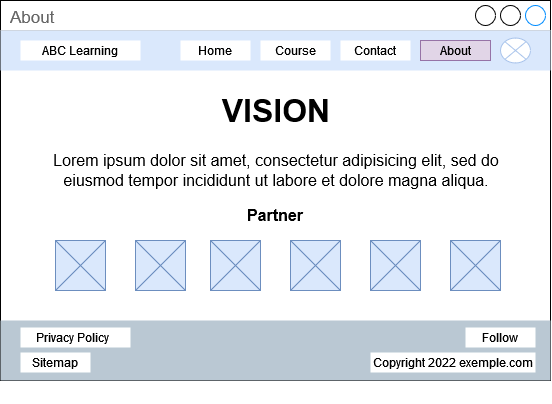 About
ABC Learning
Home
Course
Contact
About
VISION
Lorem ipsum dolor sit amet, consectetur adipisicing elit, sed do
eiusmod tempor incididunt ut labore et dolore magna aliqua.
Partner
Privacy Policy
Follow
Sitemap
Copyright 2022 exemple.com